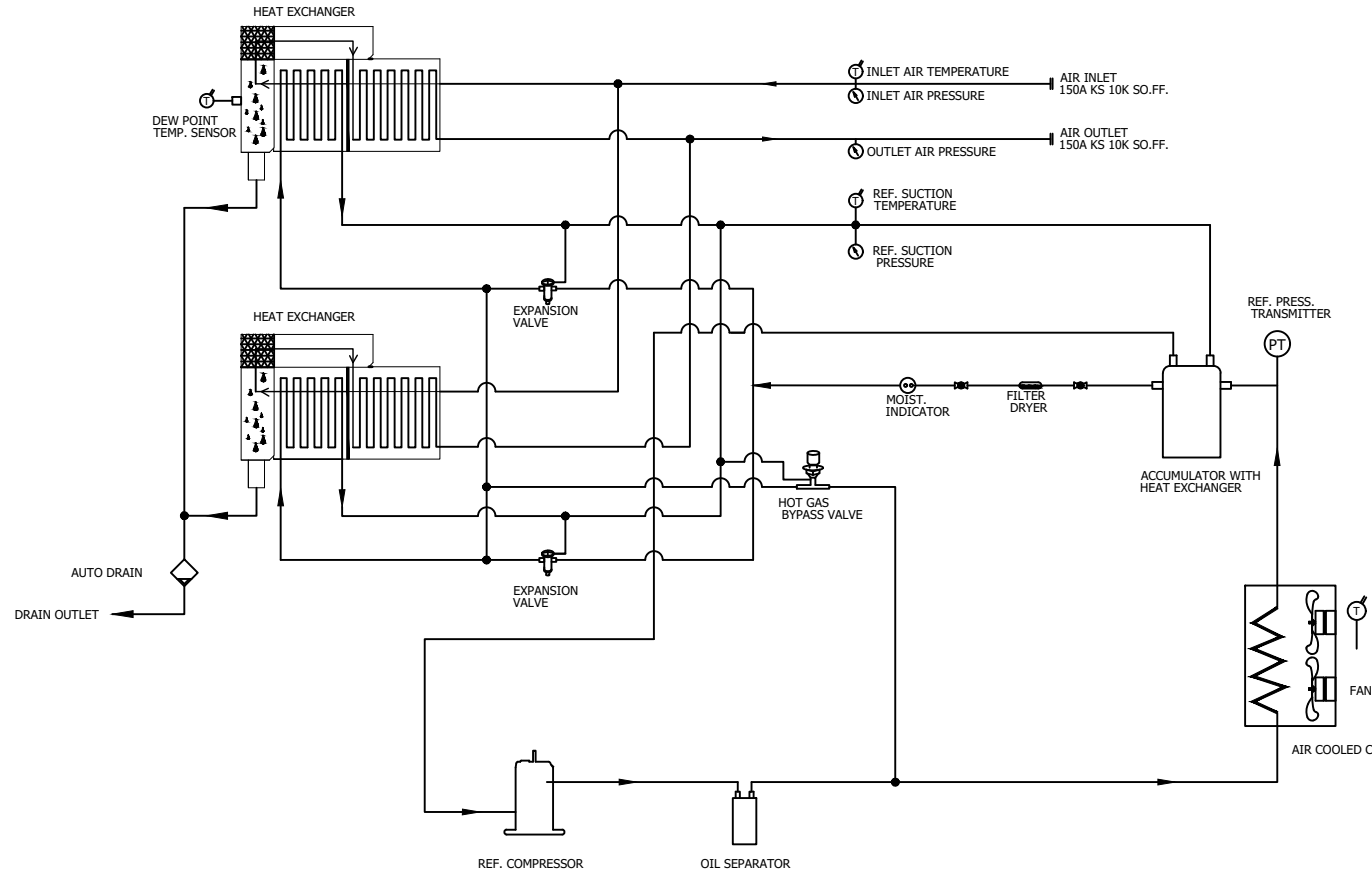 HEAT EXCHANGER
T
DEW POINT
TEMP. SENSOR
T
INLET AIR TEMPERATURE
INLET AIR PRESSURE
AIR INLET
150A KS 10K SO.FF.
OUTLET AIR PRESSURE
AIR OUTLET
150A KS 10K SO.FF.
T
REF. SUCTION
TEMPERATURE
REF. SUCTION
PRESSURE
EXPANSION
VALVE
HEAT EXCHANGER
REF. PRESS.
TRANSMITTER
PT
MOIST.
INDICATOR
FILTER
DRYER
ACCUMULATOR WITH
HEAT EXCHANGER
HOT GAS
BYPASS VALVE
AUTO DRAIN
DRAIN OUTLET
EXPANSION
VALVE
T
FAN
AIR COOLED C
REF. COMPRESSOR
OIL SEPARATOR